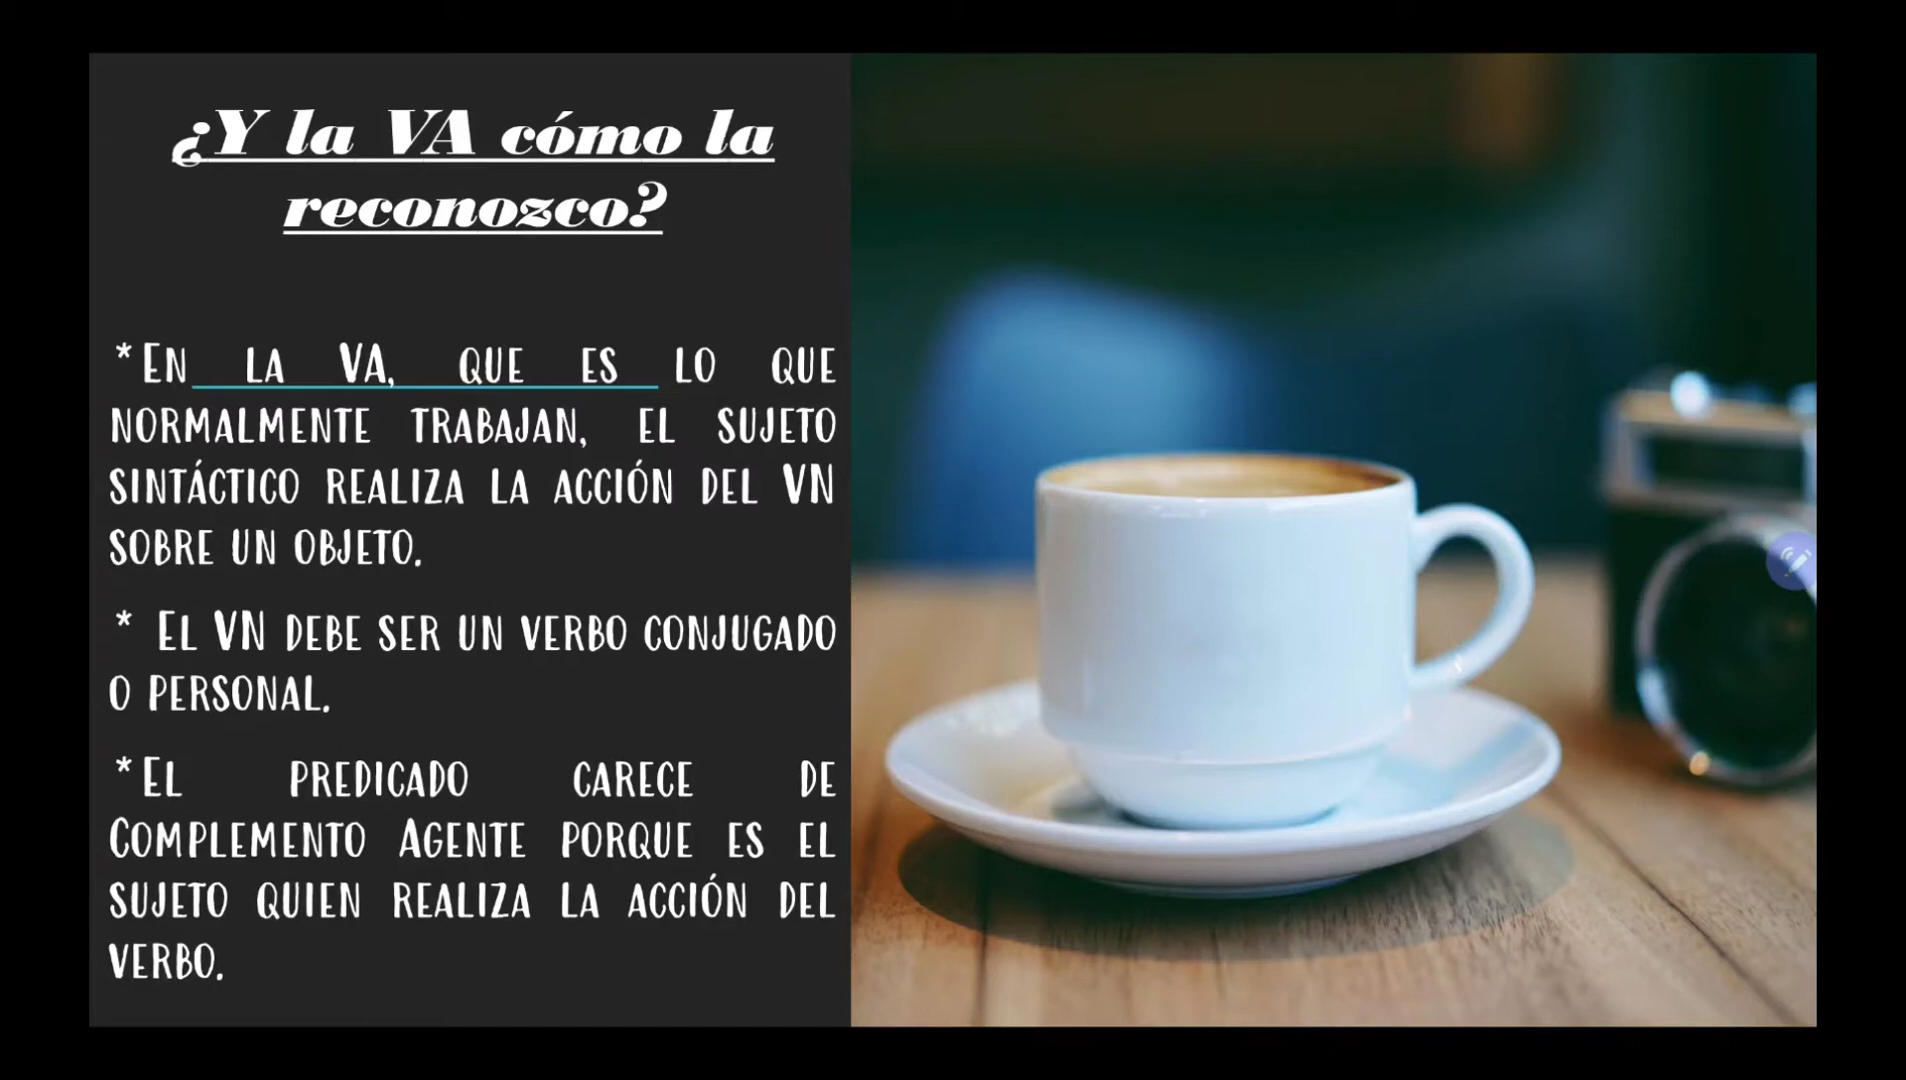 ¿Y la VA cómo la
reconozco?
*En la VA, que es lo que
normalmente trabajan, el sujeto
sintáctico realiza la acción del VN
sobre un objeto.
* El VN debe ser un verbo conjugado
o personal.
*El predicado carece de
Complemento Agente porque es el
sujeto quien realiza la acción del
verbo.